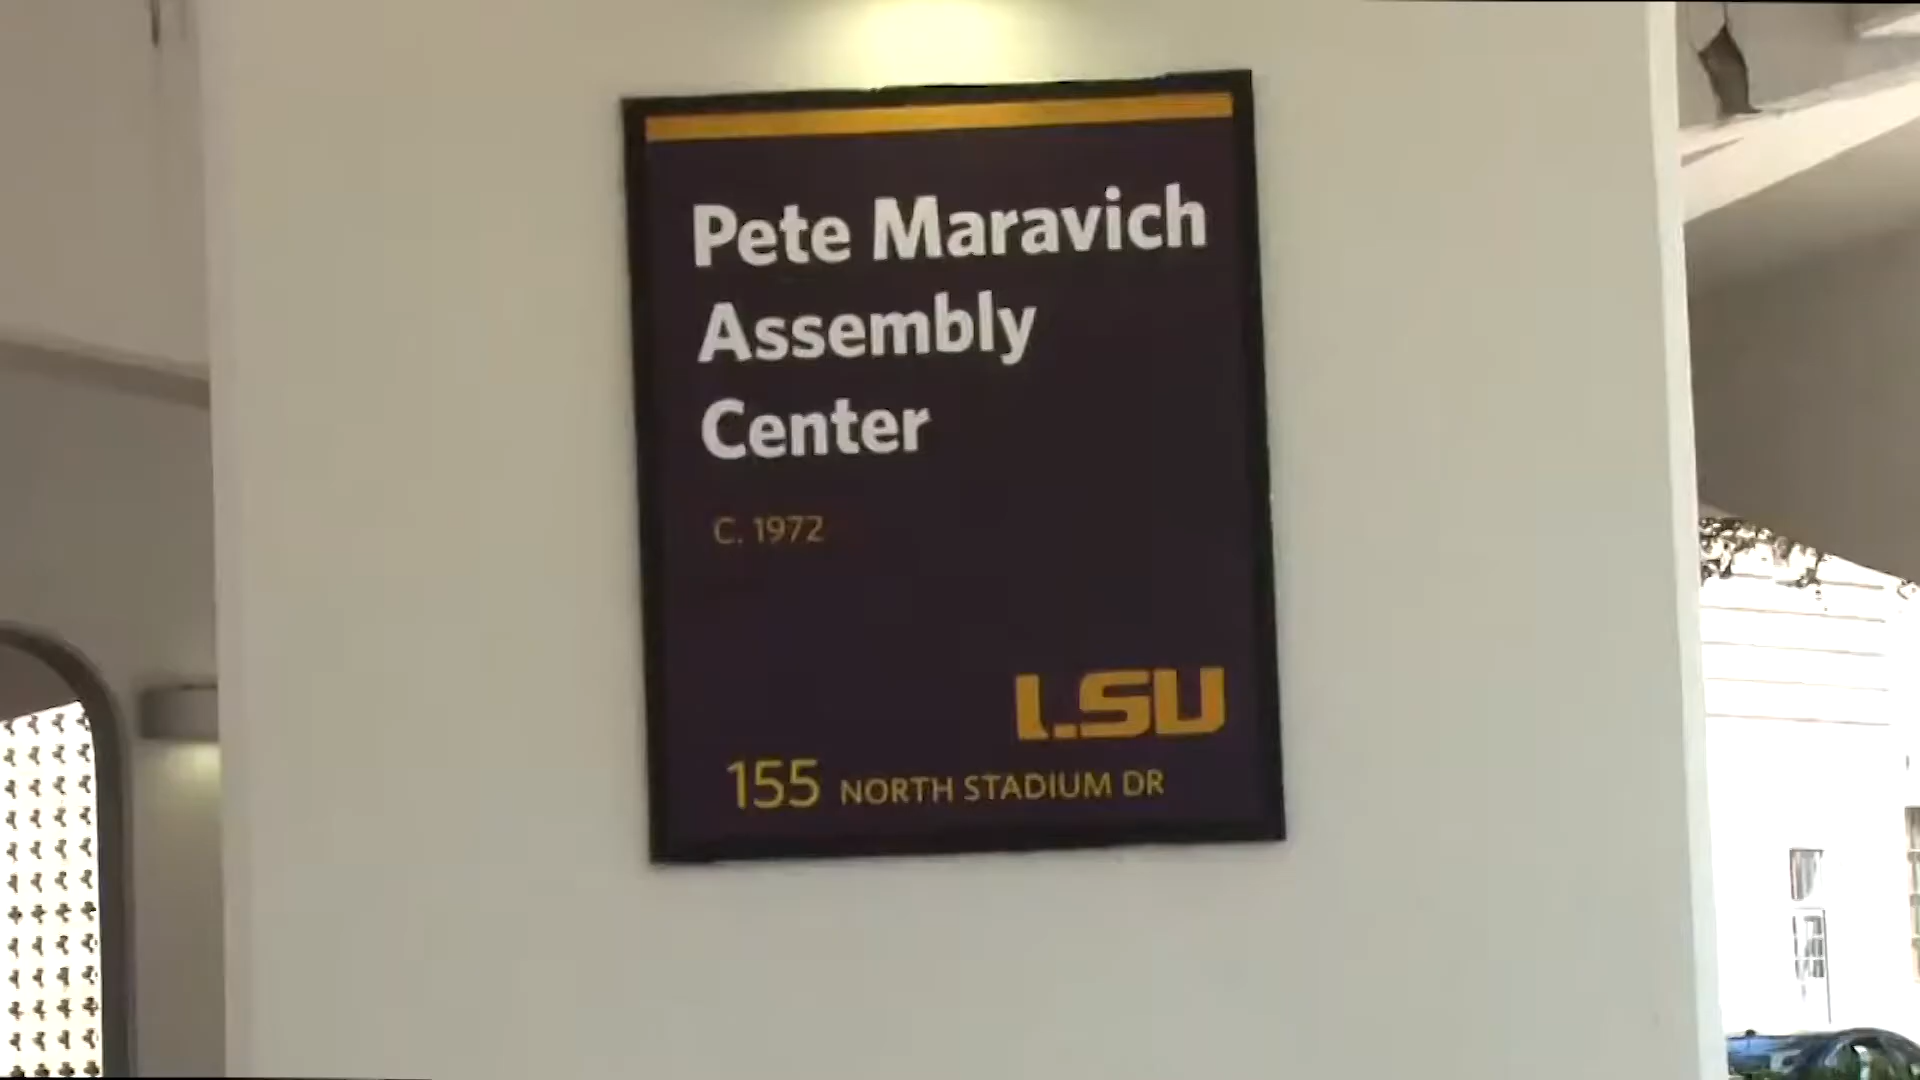 Pete Maravich
Assembly
Center
C. 1972
LSU
155 NORTH STADIUM DR